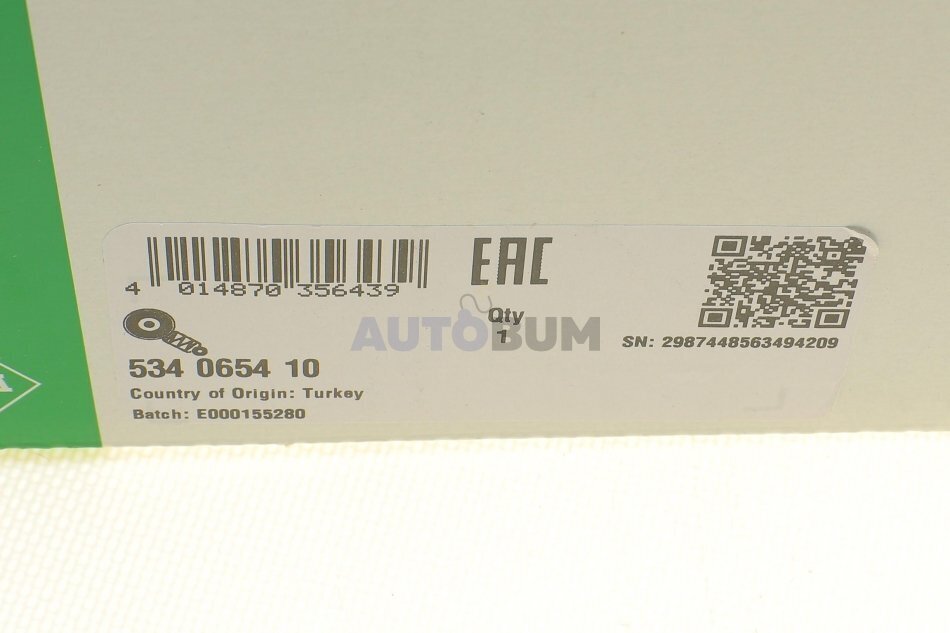 EAC
4 014870 356439
Qty
1
AUTOBUM
SN: 2987448563494209
534 0654 10
Country of Origin: Turkey
Batch: E000155280